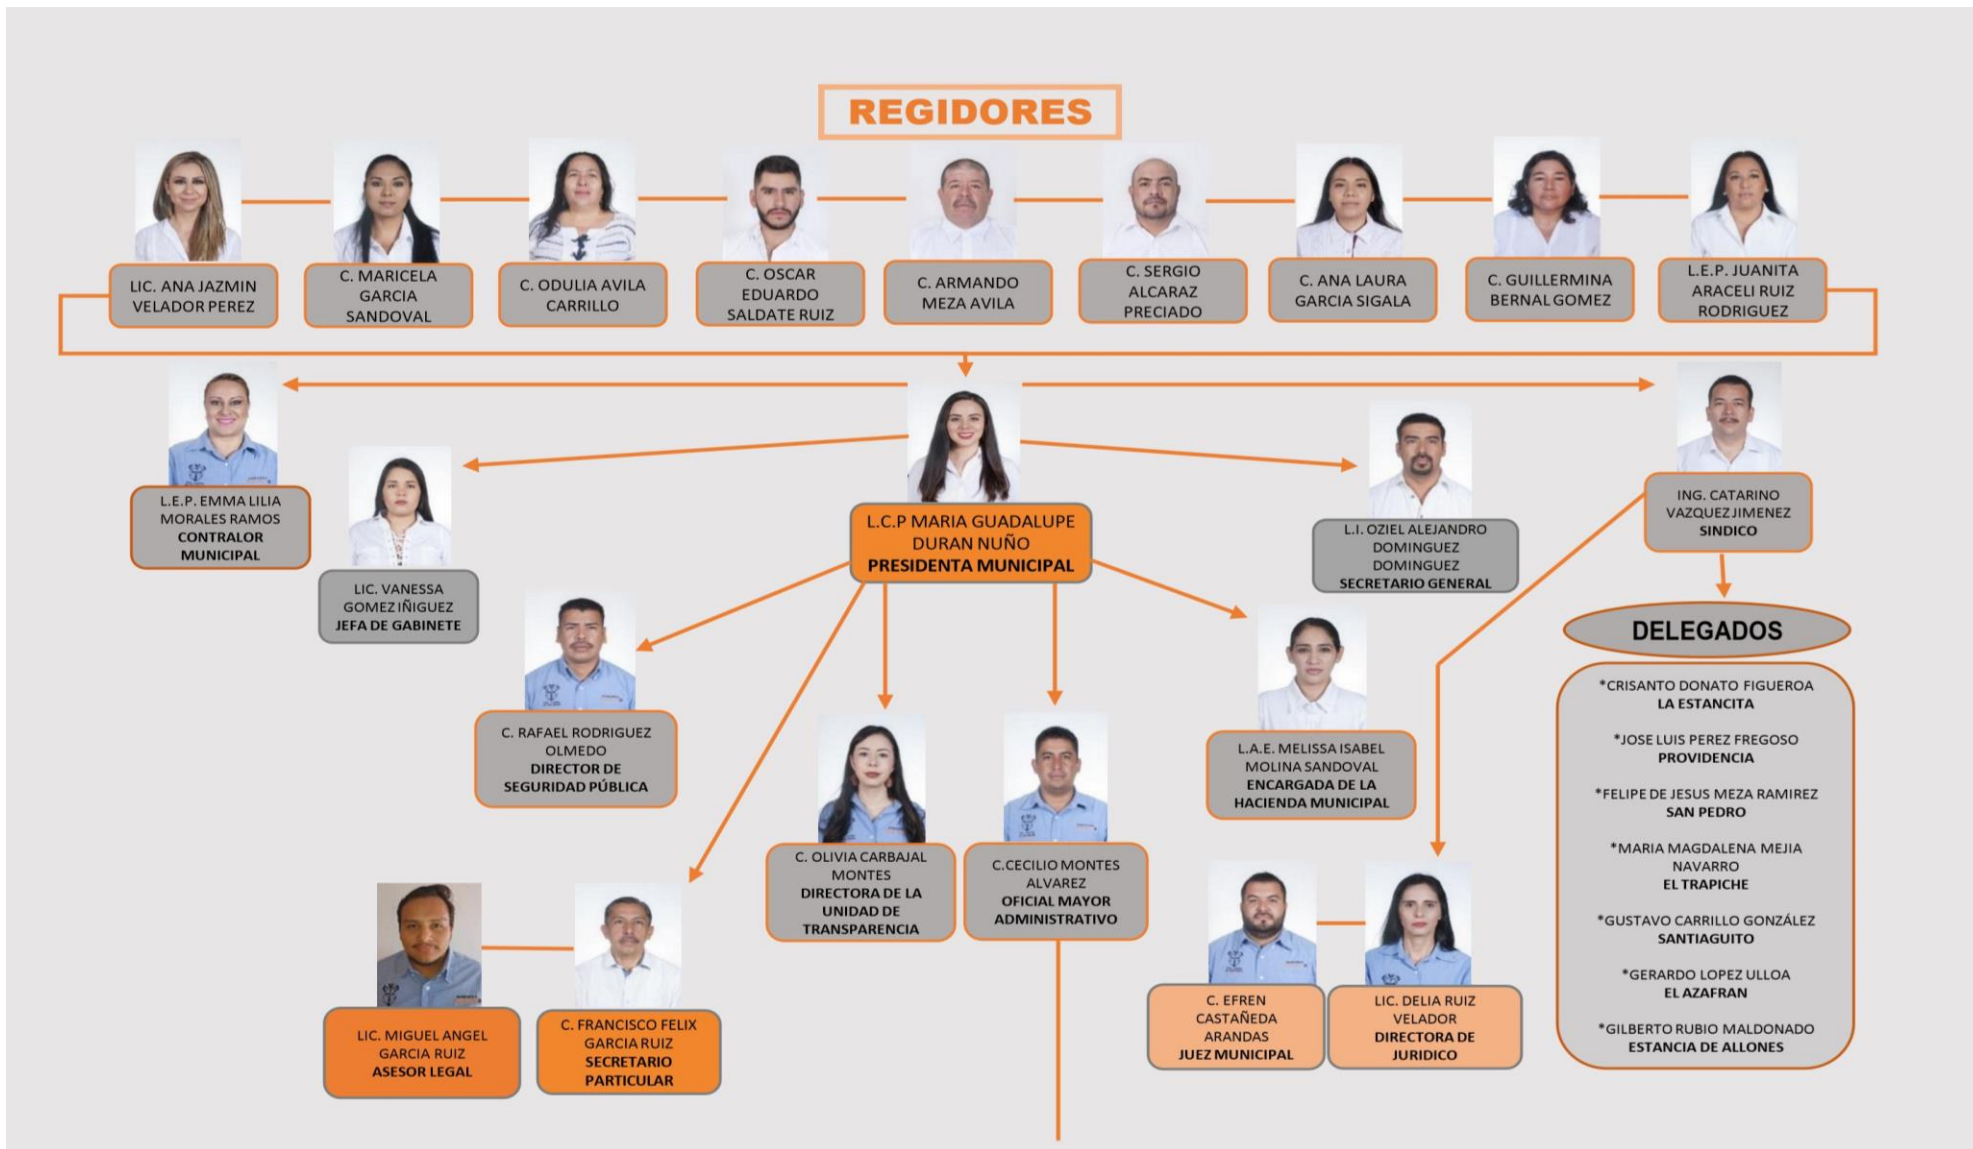 REGIDORES
LIC. ANA JAZMIN
VELADOR PEREZ
C. MARICELA
GARCIA
SANDOVAL
C. ODULIA AVILA
CARRILLO
C. OSCAR
EDUARDO
SALDATE RUIZ
C. ARMANDO
MEZA AVILA
C. SERGIO
ALCARAZ
PRECIADO
C. ANA LAURA
GARCIA SIGALA
C. GUILLERMINA
BERNAL GOMEZ
L.E.P. JUANITA
ARACELI RUIZ
RODRIGUEZ
L.E.P. EMMA LILIA
MORALES RAMOS
CONTRALOR
MUNICIPAL
LIC. VANESSA
GOMEZ IÑIGUEZ
JEFA DE GABINETE
L.C.P MARIA GUADALUPE
DURAN NUÑO
PRESIDENTA MUNICIPAL
L.I. OZIEL ALEJANDRO
DOMINGUEZ
DOMINGUEZ
SECRETARIO GENERAL
ING. CATARINO
VAZQUEZ JIMENEZ
SINDICO
C. RAFAEL RODRIGUEZ
OLMEDO
DIRECTOR DE
SEGURIDAD PÚBLICA
C. OLIVIA CARBAJAL
MONTES
DIRECTORA DE LA
UNIDAD DE
TRANSPARENCIA
C.CECILIO MONTES
ALVAREZ
OFICIAL MAYOR
ADMINISTRATIVO
L.A.E. MELISSA ISABEL
MOLINA SANDOVAL
ENCARGADA DE LA
HACIENDA MUNICIPAL
DELEGADOS
*CRISANTO DONATO FIGUEROA
LA ESTANCITA
*JOSE LUIS PEREZ FREGOSO
PROVIDENCIA
*FELIPE DE JESUS MEZA RAMIREZ
SAN PEDRO
*MARIA MAGDALENA MEJIA
NAVARRO
EL TRAPICHE
*GUSTAVO CARRILLO GONZÁLEZ
SANTIAGUITO
*GERARDO LOPEZ ULLOA
EL AZAFRAN
*GILBERTO RUBIO MALDONADO
ESTANCIA DE ALLONES
LIC. MIGUEL ANGEL
GARCIA RUIZ
ASESOR LEGAL
C. FRANCISCO FELIX
GARCIA RUIZ
SECRETARIO
PARTICULAR
C. EFREN
CASTAÑEDA
ARANDAS
JUEZ MUNICIPAL
LIC. DELIA RUIZ
VELADOR
DIRECTORA DE
JURIDICO